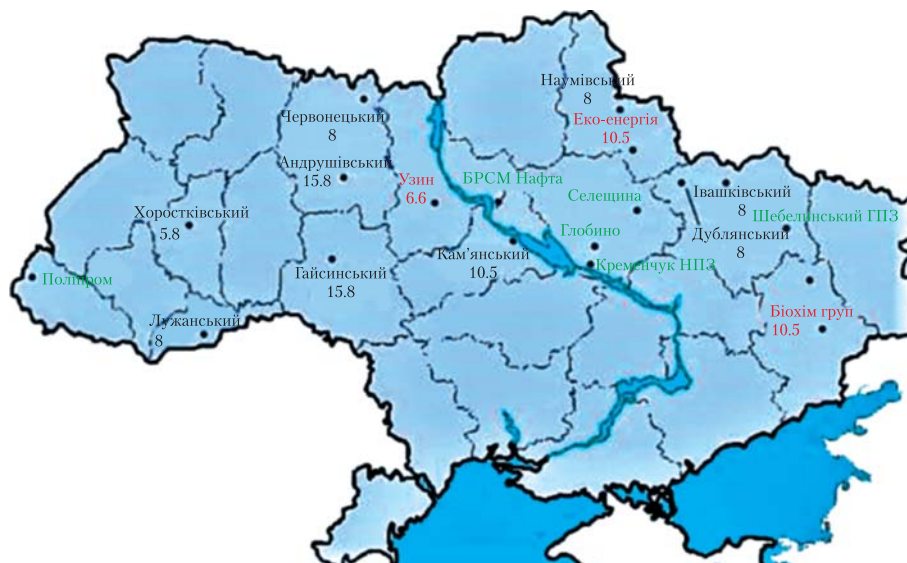 Наумівський
8
Червонецький
8
Еко-енергія
10.5
Андрушівський
15.8
Узин
6.6
БРСМ Нафта
Селещина
Івашківський
8
Шебелинський ГПЗ
Хоростківський
5.8
Глобино
Дублянський
8
Кам'янський
10.5
Кременчук НПЗ
Гайсинський
15.8
Поліпром
Біохім груп
10.5
Лужанський
8